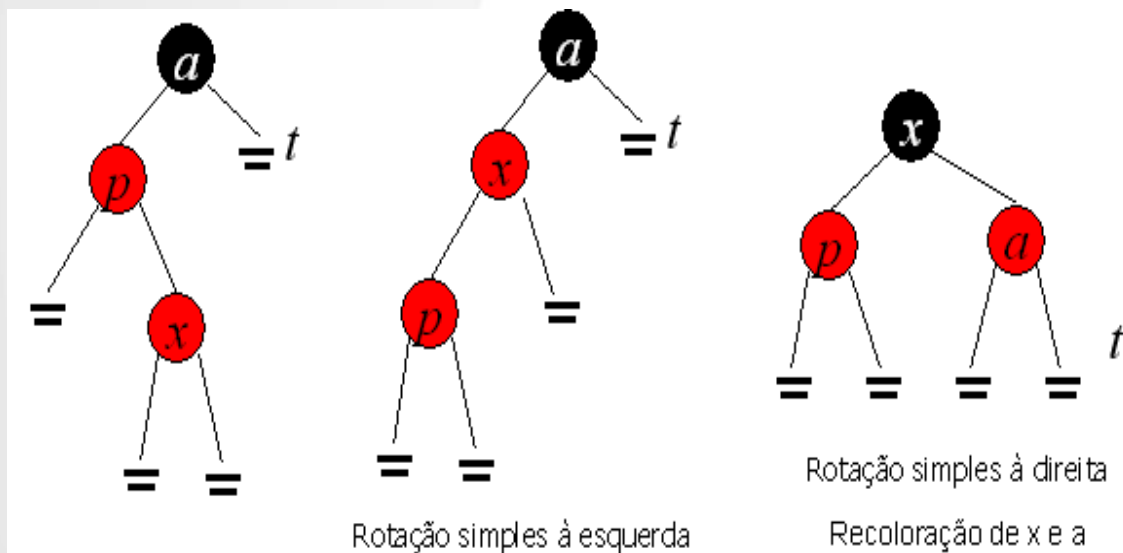 a
t
p
x
a
t
x
p
x
p
a
t
Rotação simples à esquerda
Rotação simples à direita
Recoloração de x e a